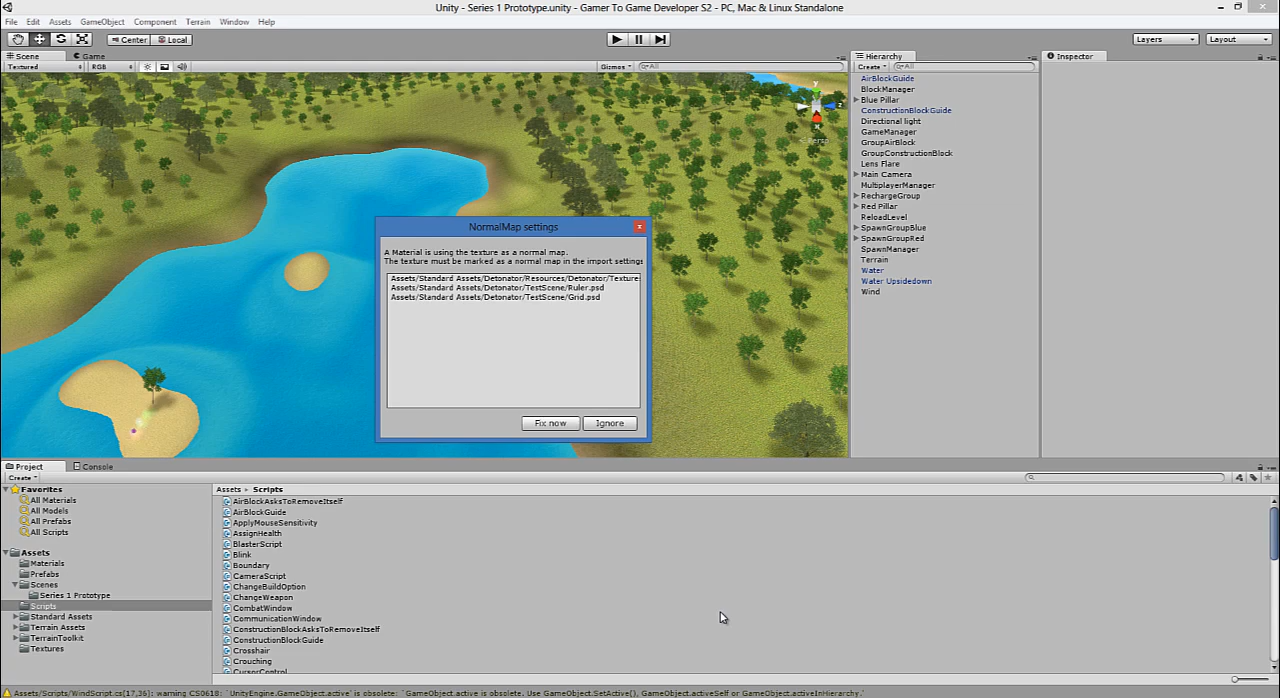 Unity - Series 1 Prototype.unity - Gamer To Game Developer S2 - PC, Mac & Linux Standalone
File Edit Assets GameObject Component Terrain Window Help
Center Local
Layers Layout
Scene Game
Textured RGB Gizmos All
Persp
NormalMap settings
A Material is using the texture as a normal map.
The texture must be marked as a normal map in the import settings
Assets/Standard Assets/Detonator/Resources/Detonator/Textures
Assets/Standard Assets/Detonator/TestScene/Ruler.psd
Assets/Standard Assets/Detonator/TestScene/Grid.psd
Fix now Ignore
Hierarchy
Create All
AirBlockGuide
BlockManager
Blue Pillar
ConstructionBlockGuide
Directional light
GameManager
GroupAirBlock
GroupConstructionBlock
Lens Flare
Main Camera
MultiplayerManager
RechargeGroup
Red Pillar
ReloadLevel
SpawnGroupBlue
SpawnGroupRed
SpawnManager
Terrain
Water
Water Upsidedown
Wind
Inspector
Project Console
Create
Favorites
All Materials
All Models
All Prefabs
All Scripts
Assets
Materials
Prefabs
Scenes
Series 1 Prototype
Scripts
Standard Assets
Terrain Assets
TerrainToolkit
Textures
Assets Scripts
AirBlockAsksToRemoveItself
AirBlockGuide
ApplyMouseSensitivity
AssignHealth
BlasterScript
Blink
Boundary
CameraScript
ChangeBuildOption
ChangeWeapon
CombatWindow
CommunicationWindow
ConstructionBlockAsksToRemoveItself
ConstructionBlockGuide
Crosshair
Crouching
CursorControl
Assets/Scripts/WindScript.cs(17,36): warning CS0618: `UnityEngine.GameObject.active' is obsolete: `GameObject.active is obsolete. Use GameObject.SetActive(), GameObject.activeSelf or GameObject.activeInHierarchy.'